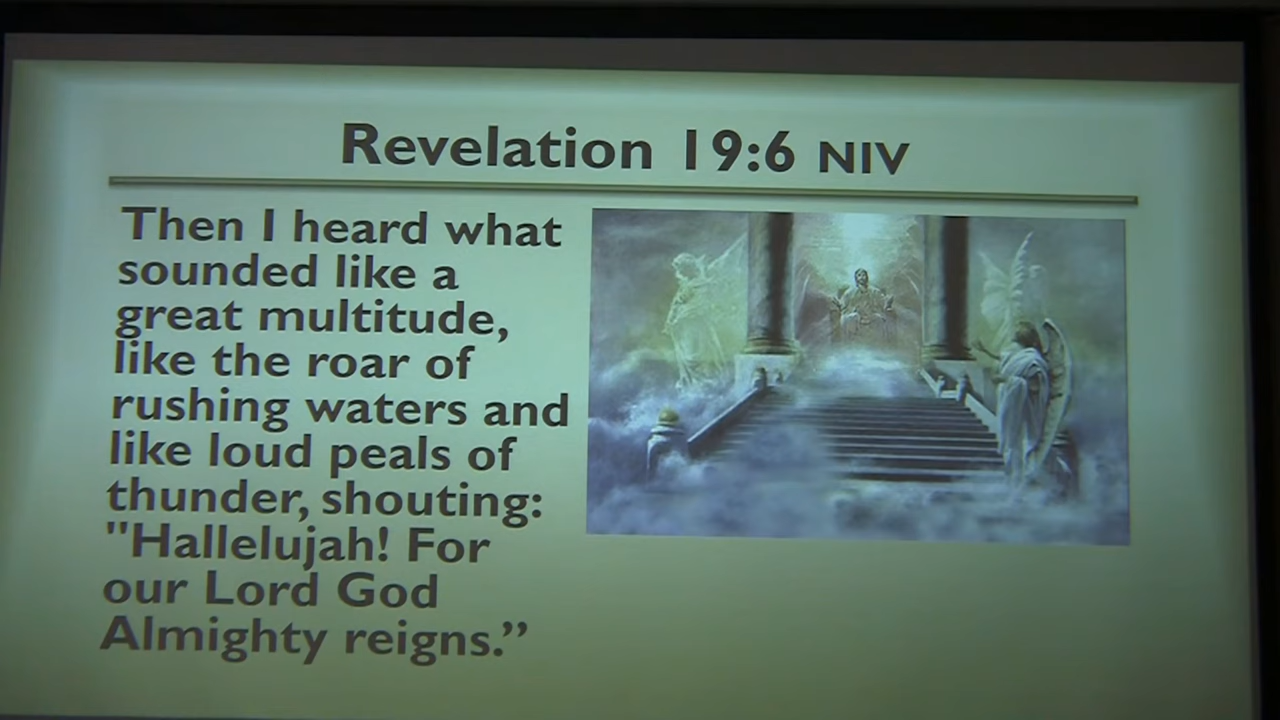 Revelation 19:6 NIV
Then I heard what
sounded like a
great multitude,
like the roar of
rushing waters and
like loud peals of
thunder, shouting:
"Hallelujah! For
our Lord God
Almighty reigns.”